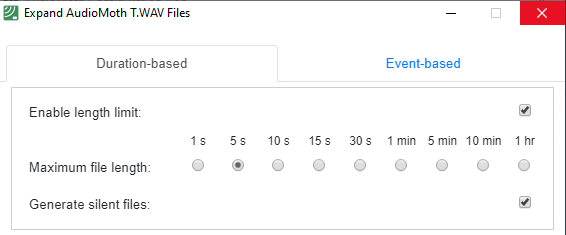 Expand AudioMoth T.WAV Files
Duration-based Event-based
Enable length limit:
1 s 5 s 10 s 15 s 30 s 1 min 5 min 10 min 1 hr
Maximum file length:
Generate silent files: